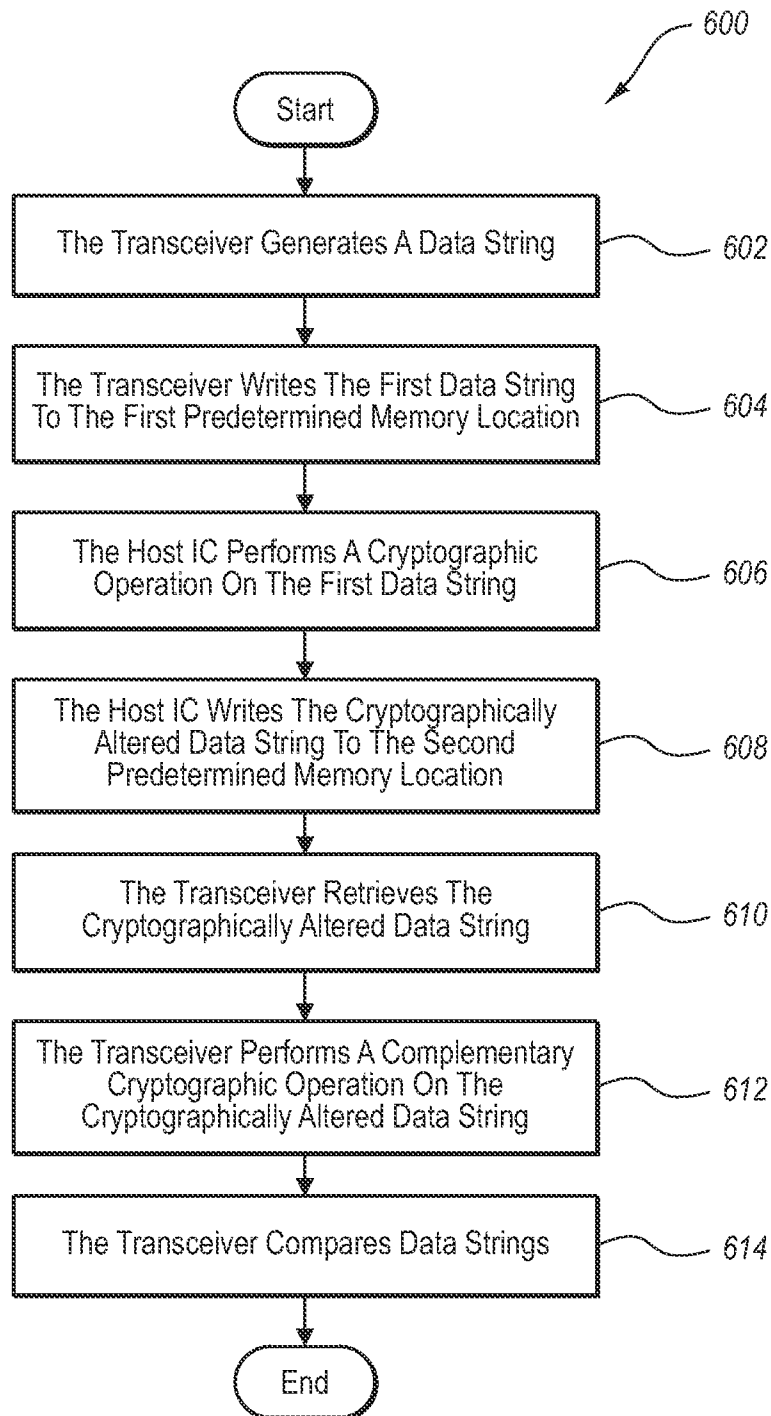 600
Start
The Transceiver Generates A Data String
602
The Transceiver Writes The First Data String
To The First Predetermined Memory Location
604
The Host IC Performs A Cryptographic
Operation On The First Data String
606
The Host IC Writes The Cryptographically
Altered Data String To The Second
Predetermined Memory Location
608
The Transceiver Retrieves The
Cryptographically Altered Data String
610
The Transceiver Performs A Complementary
Cryptographic Operation On The
Cryptographically Altered Data String
612
The Transceiver Compares Data Strings
614
End